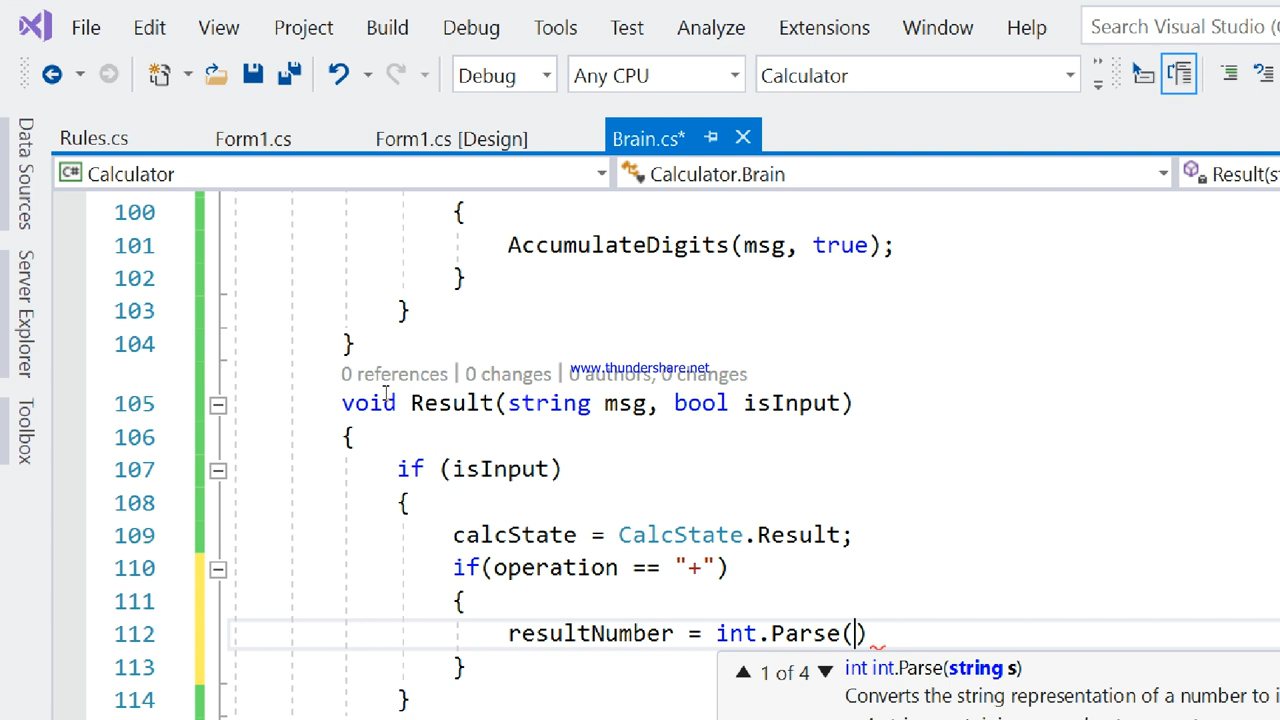 File Edit View Project Build Debug Tools Test Analyze Extensions Window Help Search Visual Studio (
Debug Any CPU Calculator
Rules.cs Form1.cs Form1.cs [Design] Brain.cs*
C# Calculator Calculator.Brain Result(s
Data Sources
Server Explorer
Toolbox
100 {
101 AccumulateDigits(msg, true);
102 }
103 }
104 }
0 references | 0 changes | 0 authors, 0 changes
www.thundershare.net
105 void Result(string msg, bool isInput)
106 {
107 if (isInput)
108 {
109 calcState = CalcState.Result;
110 if(operation == "+")
111 {
112 resultNumber = int.Parse()
113 }
114 }
1 of 4 int int.Parse(string s)
Converts the string representation of a number to i